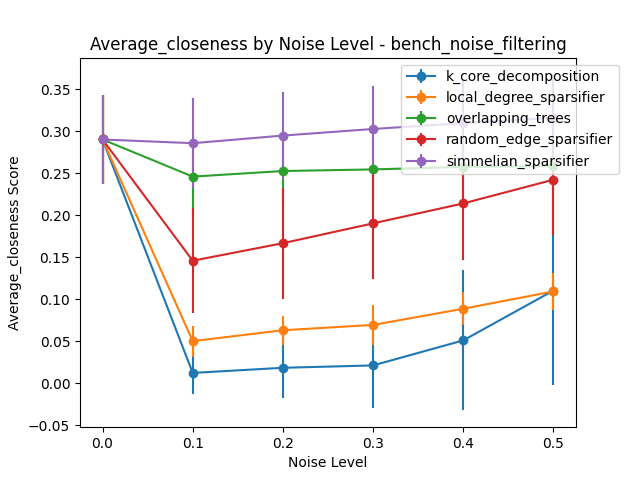 Average_closeness by Noise Level - bench_noise_filtering
Average_closeness Score
0.35
0.30
0.25
0.20
0.15
0.10
0.05
0.00
−0.05
k_core_decomposition
local_degree_sparsifier
overlapping_trees
random_edge_sparsifier
simmelian_sparsifier
0.0 0.1 0.2 0.3 0.4 0.5
Noise Level